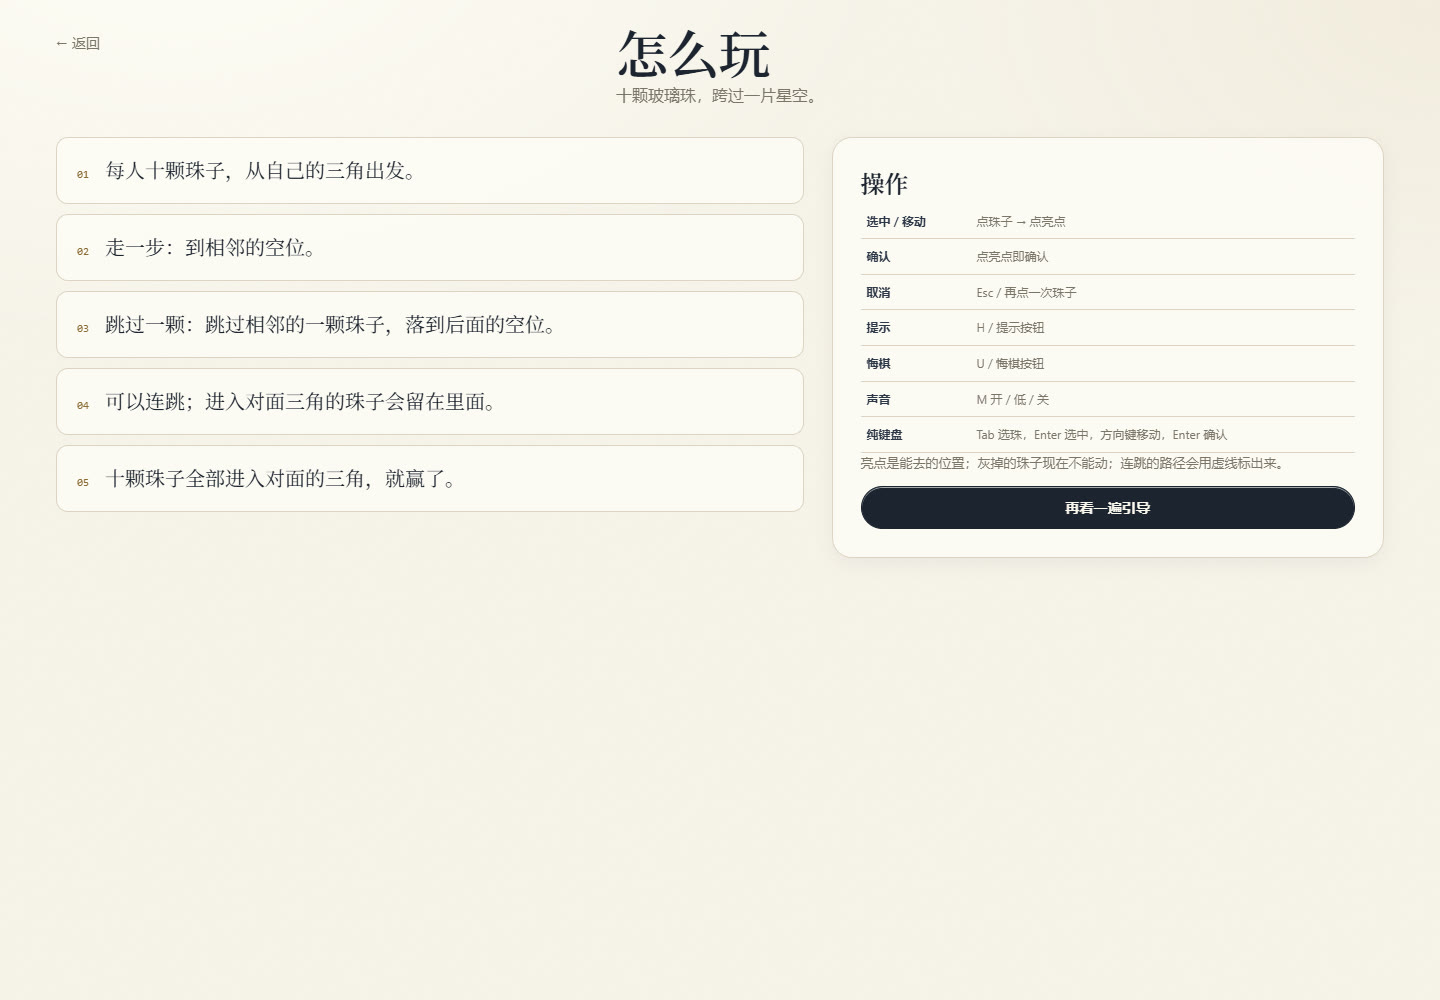 ← 返回
怎么玩
十颗玻璃珠，跨过一片星空。
01 每人十颗珠子，从自己的三角出发。
02 走一步：到相邻的空位。
03 跳过一颗：跳过相邻的一颗珠子，落到后面的空位。
04 可以连跳；进入对面三角的珠子会留在里面。
05 十颗珠子全部进入对面的三角，就赢了。
操作
选中 / 移动 点珠子 → 点亮点
确认 点亮点即确认
取消 Esc / 再点一次珠子
提示 H / 提示按钮
悔棋 U / 悔棋按钮
声音 M 开 / 低 / 关
纯键盘 Tab 选珠，Enter 选中，方向键移动，Enter 确认
亮点是能去的位置；灰掉的珠子现在不能动；连跳的路径会用虚线标出来。
再看一遍引导